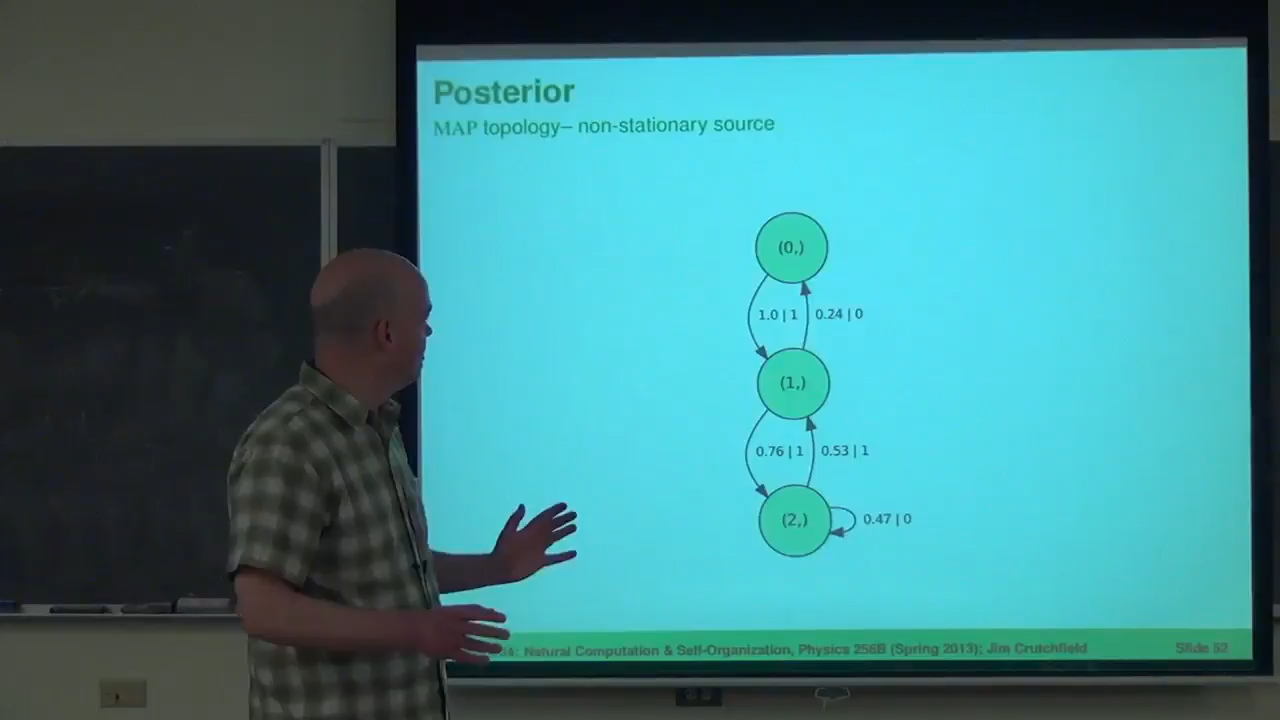 Posterior
MAP topology– non-stationary source
(0,)
1.0 | 1
0.24 | 0
(1,)
0.76 | 1
0.53 | 1
(2,)
0.47 | 0
: Natural Computation & Self-Organization, Physics 256B (Spring 2013); Jim Crutchfield
Slide 52